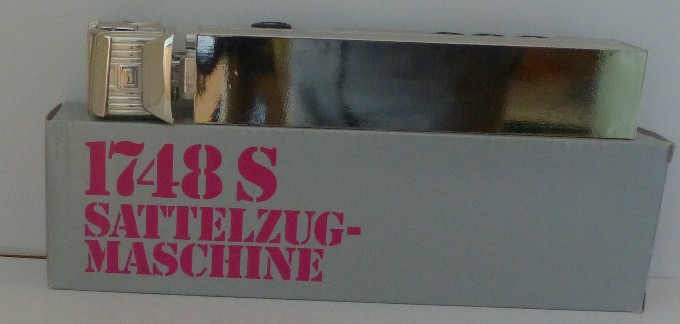 1748 S
SATTELZUG-
MASCHINE